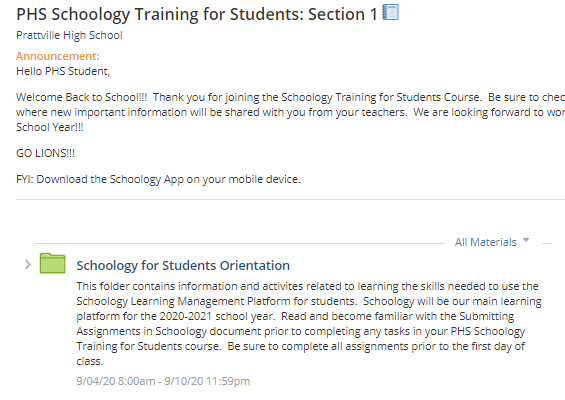 PHS Schoology Training for Students: Section 1
Prattville High School
Announcement:
Hello PHS Student,
Welcome Back to School!!! Thank you for joining the Schoology Training for Students Course. Be sure to
where new important information will be shared with you from your teachers. We are looking forward to
School Year!!!
GO LIONS!!!
FYI: Download the Schoology App on your mobile device.
All Materials
Schoology for Students Orientation
This folder contains information and activites related to learning the skills needed to use the
Schoology Learning Management Platform for students. Schoology will be our main learning
platform for the 2020-2021 school year. Read and become familiar with the Submitting
Assignments in Schoology document prior to completing any tasks in your PHS Schoology
Training for Students course. Be sure to complete all assignments prior to the first day of
class.
9/04/20 8:00am - 9/10/20 11:59pm